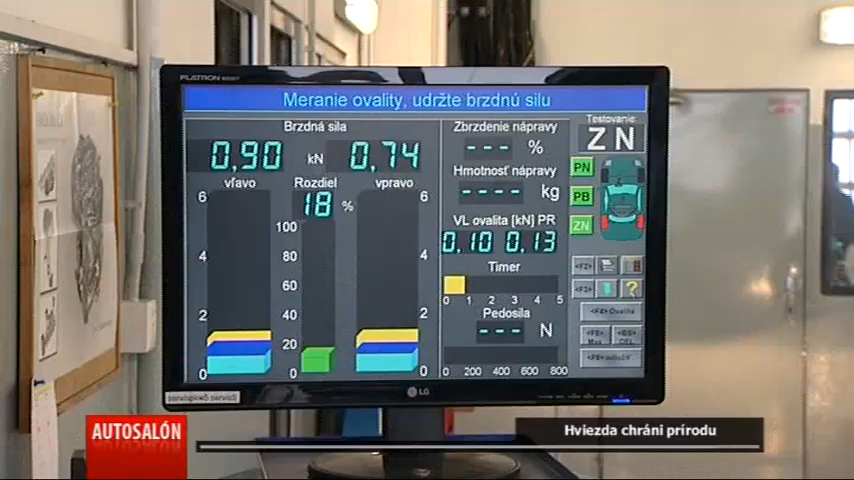 FLATRON
Meranie ovality, udržte brzdnú silu
Brzdná sila
0,90 kN 0,74
vľavo Rozdiel vpravo
18 %
6
4
2
0
100
80
60
40
20
0
6
4
2
0
Zbrzdenie nápravy
--- %
Hmotnosť nápravy
---- kg
VL ovalita [kN] PR
0,10 0,13
Timer
0 1 2 3 4 5
Pedosila
--- N
0 200 400 600 800
Testovanie:
ZN
PN
PB
ZN
?
<F4> Ovalita
DEL
LG
AUTOSALÓN
Hviezda chráni prírodu